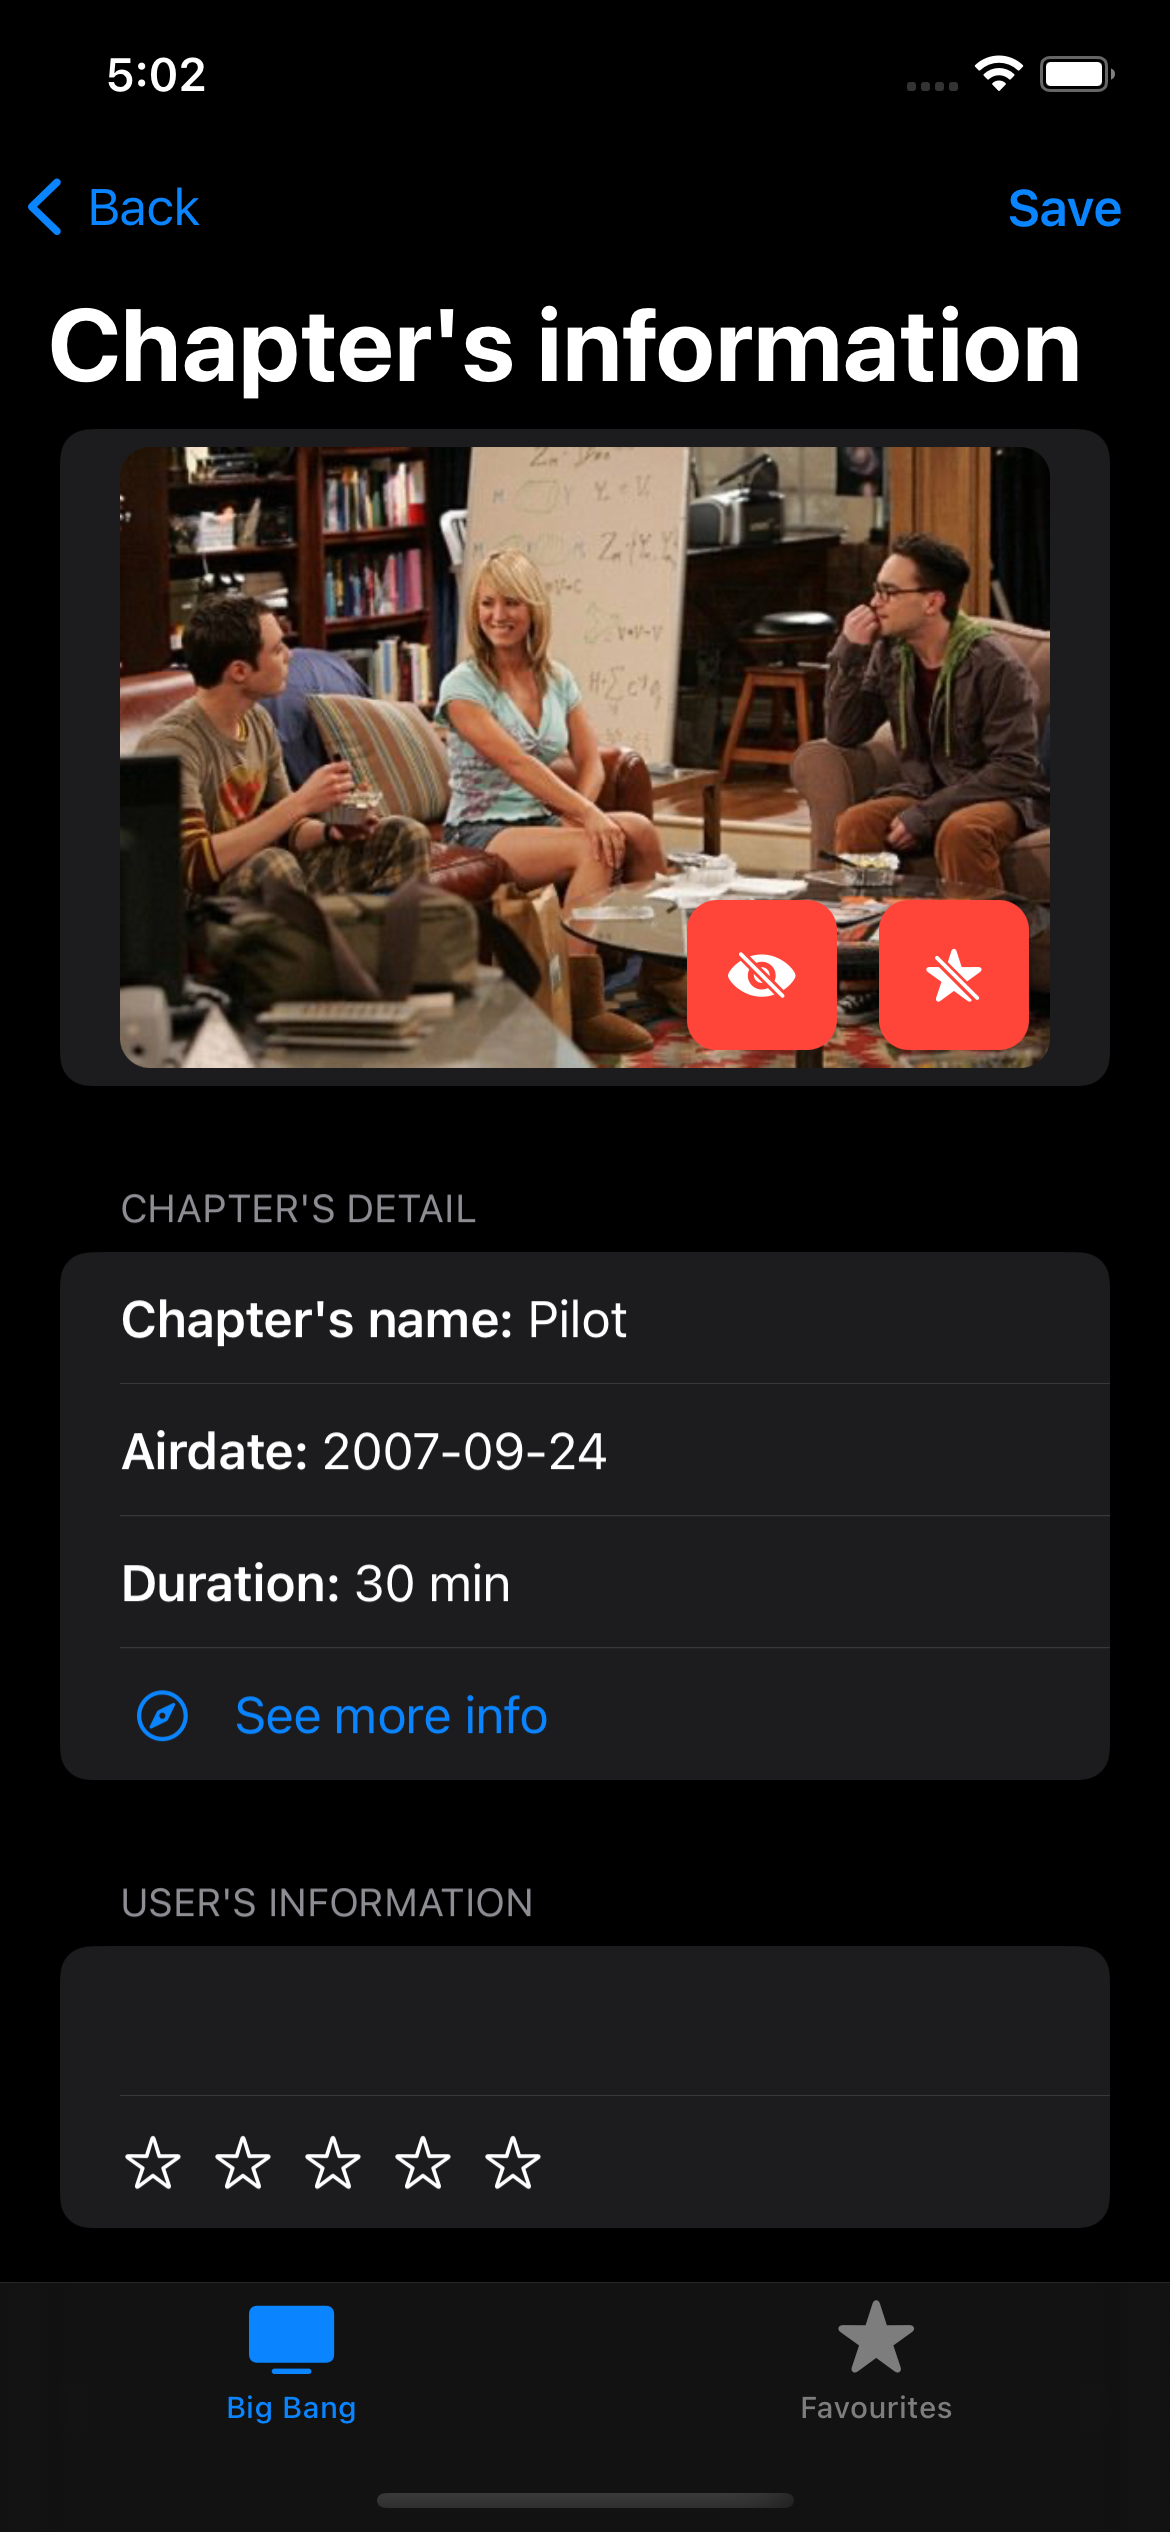 5:02
Back
Save
Chapter's information
CHAPTER'S DETAIL
Chapter's name: Pilot
Airdate: 2007-09-24
Duration: 30 min
See more info
USER'S INFORMATION
Big Bang
Favourites